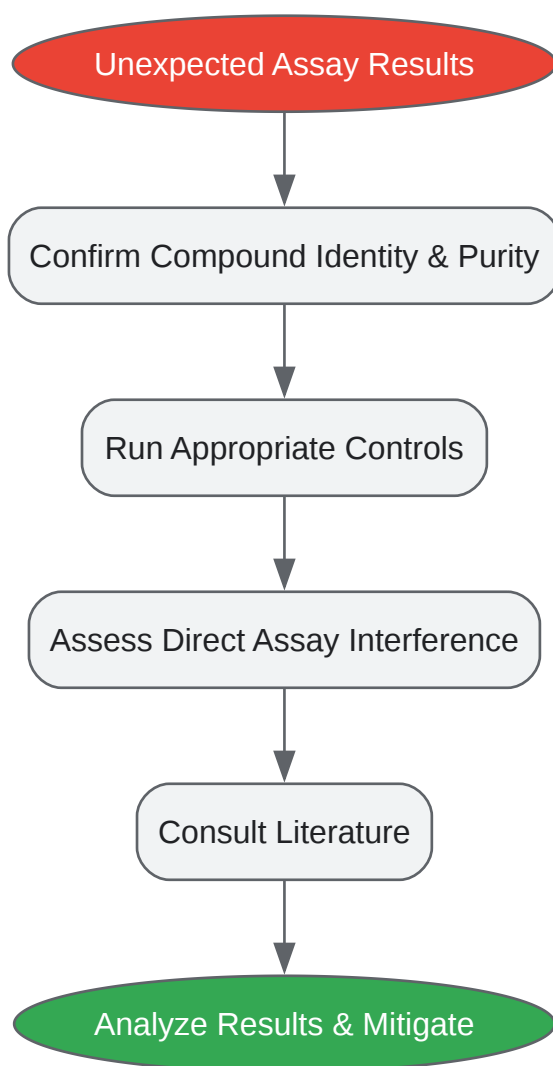 Unexpected Assay Results
Confirm Compound Identity & Purity
Run Appropriate Controls
Assess Direct Assay Interference
Consult Literature
Analyze Results & Mitigate